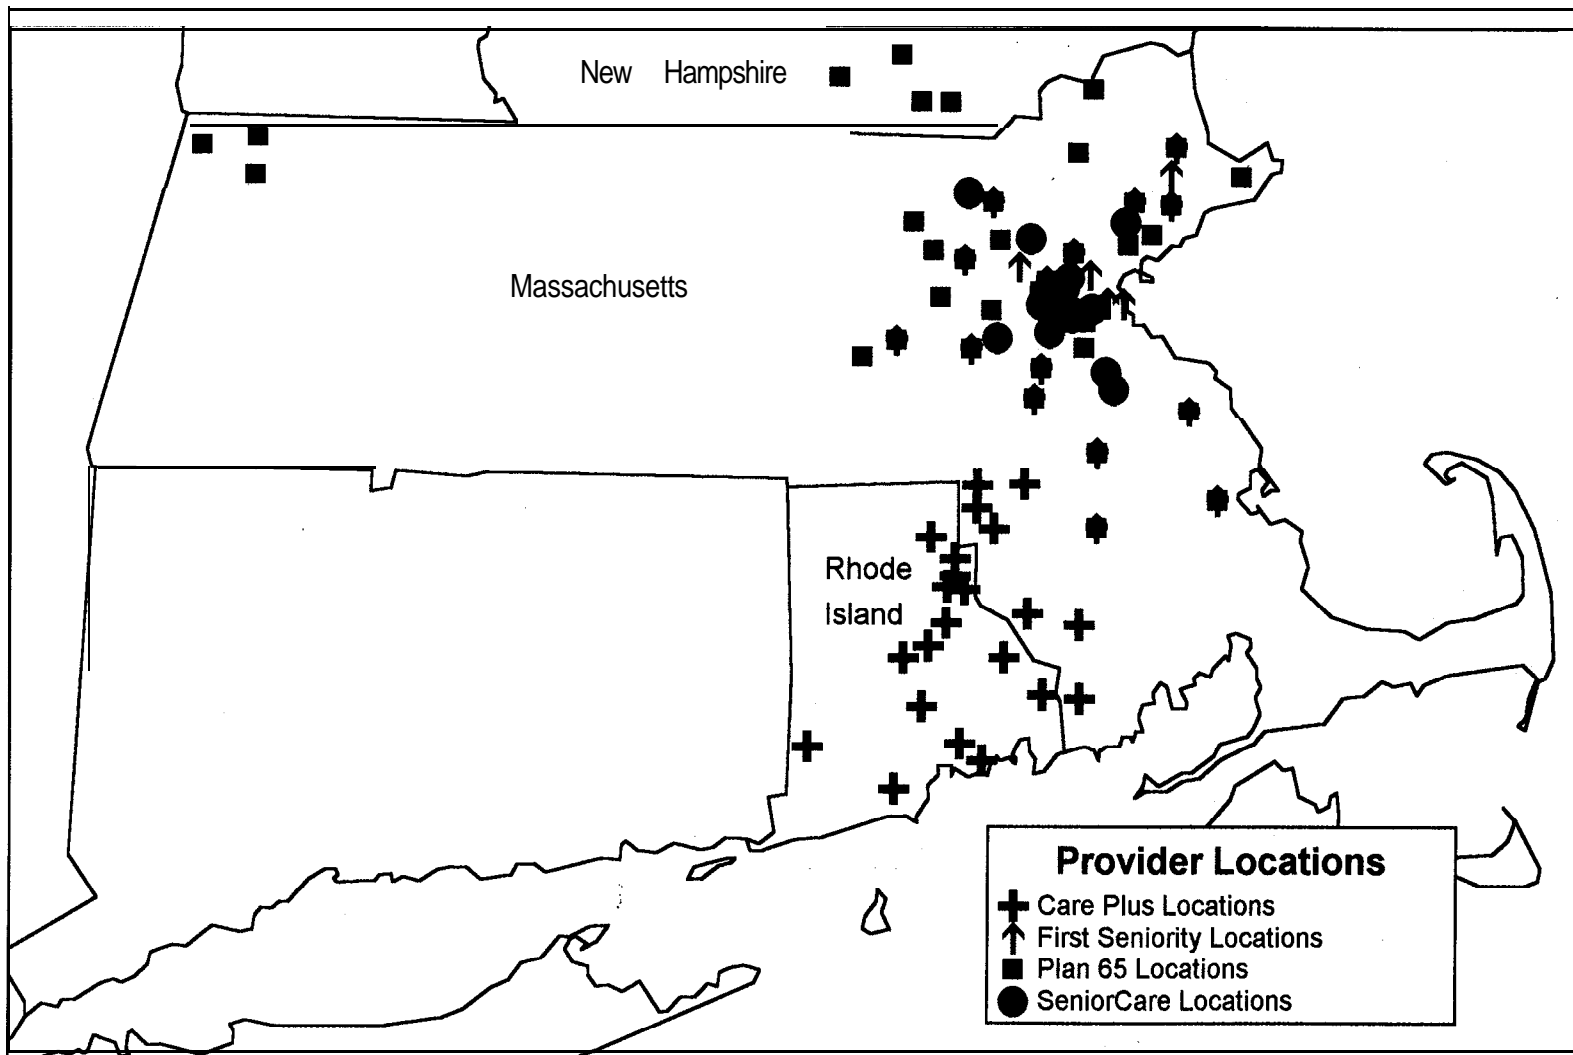 New Hampshire
Massachusetts
Rhode
Island
Provider Locations
Care Plus Locations
First Seniority Locations
Plan 65 Locations
SeniorCare Locations